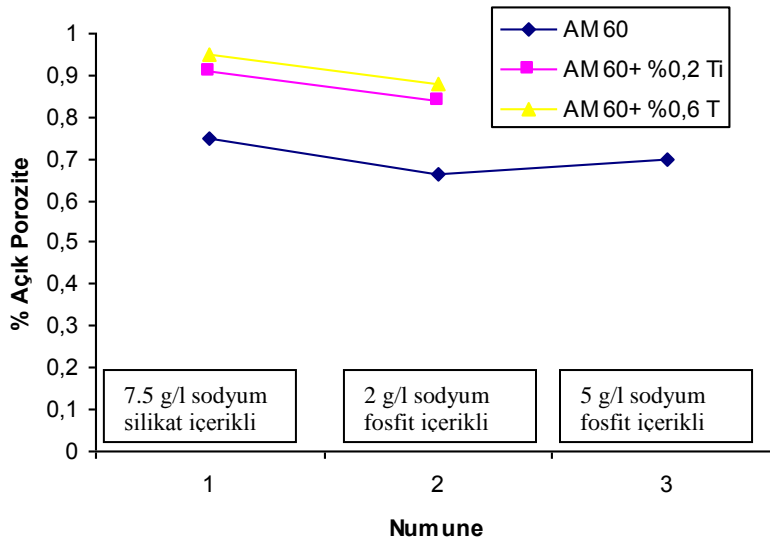 1
0,9
0,8
0,7
0,6
0,5
0,4
0,3
0,2
0,1
0
% Açık Porozite
AM60
AM60+ %0,2 Ti
AM60+ %0,6 T
7.5 g/l sodyum
silikat içerikli
2 g/l sodyum
fosfit içerikli
5 g/l sodyum
fosfit içerikli
1 2 3
Numune